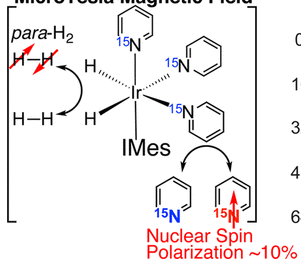 MicroTesla Magnetic Field
para-H2
H–H
H–H
H
H
Ir
15N
15N
15N
IMes
15N
15N
Nuclear Spin
Polarization ~10%
0
1
3
4
6